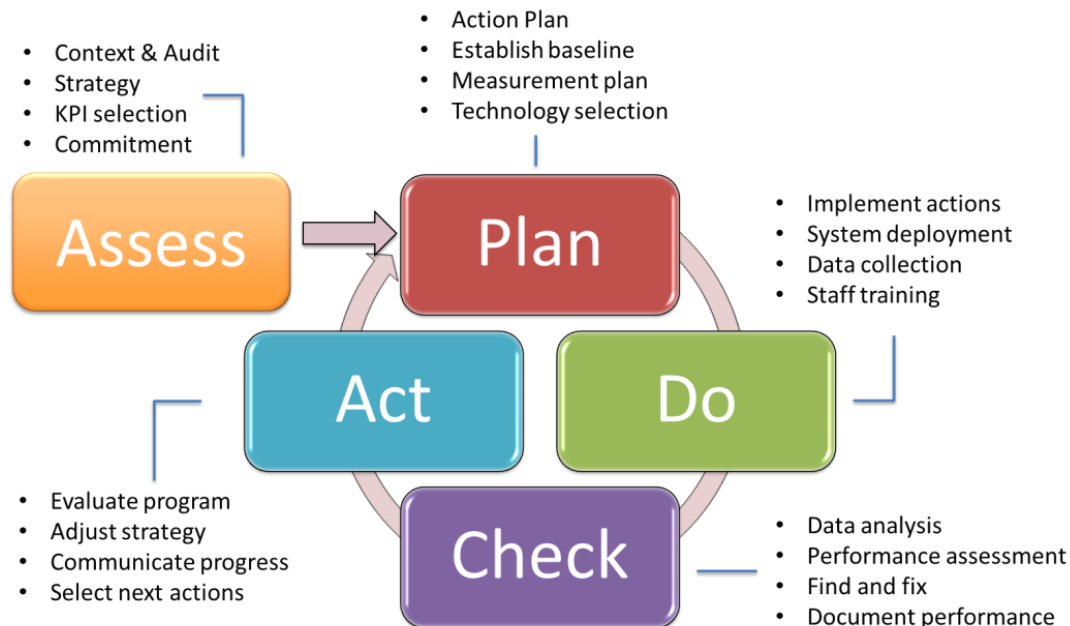 • Context & Audit
• Strategy
• KPI selection
• Commitment
Assess
• Action Plan
• Establish baseline
• Measurement plan
• Technology selection
Plan
• Implement actions
• System deployment
• Data collection
• Staff training
Do
• Data analysis
• Performance assessment
• Find and fix
• Document performance
Check
• Evaluate program
• Adjust strategy
• Communicate progress
• Select next actions
Act